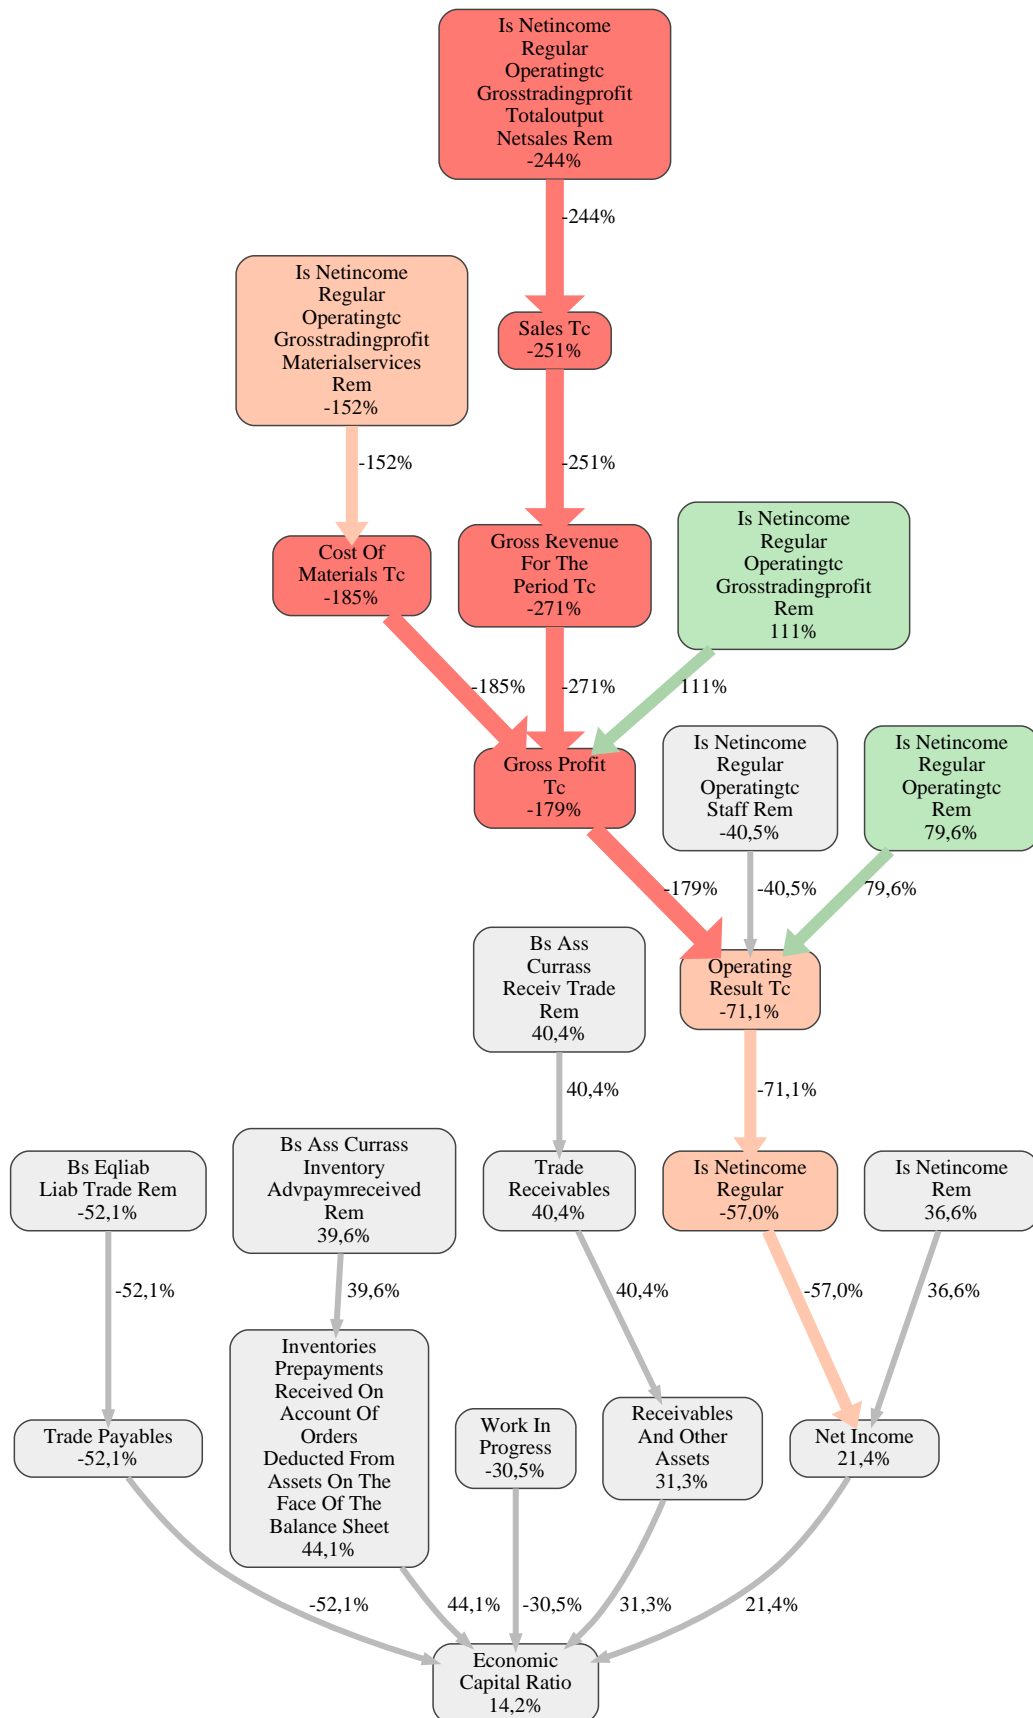 Is Netincome
Regular
Operatingtc
Grosstradingprofit
Totaloutput
Netsales Rem
-244%
-244%
Is Netincome
Regular
Operatingtc
Grosstradingprofit
Materialservices
Rem
-152%
Sales Tc
-251%
-152%
-251%
Cost Of
Materials Tc
-185%
Gross Revenue
For The
Period Tc
-271%
Is Netincome
Regular
Operatingtc
Grosstradingprofit
Rem
111%
-185%
-271%
111%
Gross Profit
Tc
-179%
Is Netincome
Regular
Operatingtc
Staff Rem
-40,5%
Is Netincome
Regular
Operatingtc
Rem
79,6%
-179%
-40,5%
79,6%
Bs Ass
Currass
Receiv Trade
Rem
40,4%
Operating
Result Tc
-71,1%
40,4%
-71,1%
Bs Eqliab
Liab Trade Rem
-52,1%
Bs Ass Currass
Inventory
Advpaymreceived
Rem
39,6%
Trade
Receivables
40,4%
Is Netincome
Regular
-57,0%
Is Netincome
Rem
36,6%
-52,1%
39,6%
40,4%
-57,0%
36,6%
Trade Payables
-52,1%
Inventories
Prepayments
Received On
Account Of
Orders
Deducted From
Assets On The
Face Of The
Balance Sheet
44,1%
Work In
Progress
-30,5%
Receivables
And Other
Assets
31,3%
Net Income
21,4%
-52,1%
44,1%
-30,5%
31,3%
21,4%
Economic
Capital Ratio
14,2%